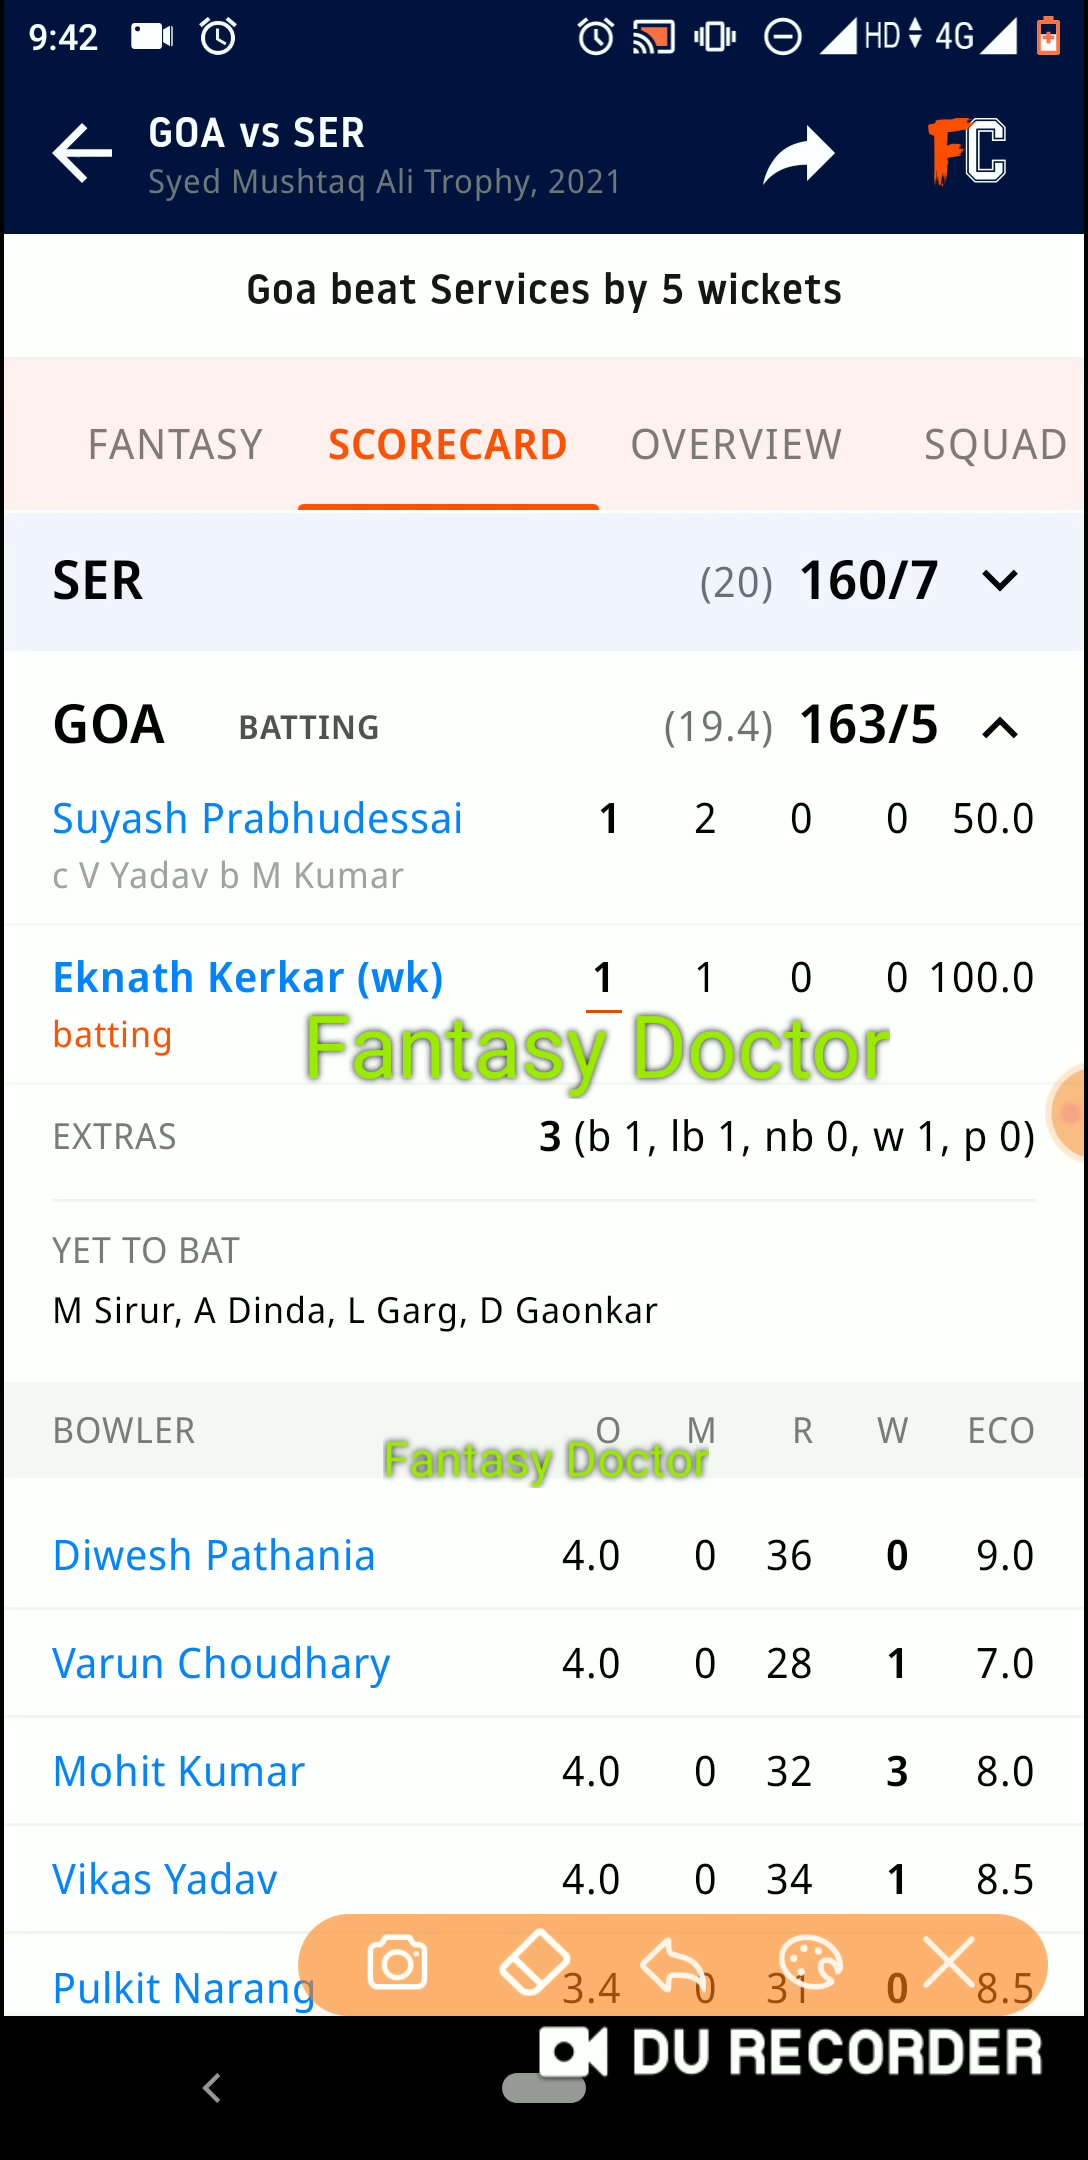 9:42 HD 4G
GOA vs SER
Syed Mushtaq Ali Trophy, 2021
FC
Goa beat Services by 5 wickets
FANTASY SCORECARD OVERVIEW SQUAD
SER (20) 160/7
GOA BATTING (19.4) 163/5
Suyash Prabhudessai 1 2 0 0 50.0
c V Yadav b M Kumar
Eknath Kerkar (wk) 1 1 0 0 100.0
batting
Fantasy Doctor
EXTRAS 3 (b 1, lb 1, nb 0, w 1, p 0)
YET TO BAT
M Sirur, A Dinda, L Garg, D Gaonkar
BOWLER O M R W ECO
Fantasy Doctor
Diwesh Pathania 4.0 0 36 0 9.0
Varun Choudhary 4.0 0 28 1 7.0
Mohit Kumar 4.0 0 32 3 8.0
Vikas Yadav 4.0 0 34 1 8.5
Pulkit Narang 3.4 0 31 0 8.5
DU RECORDER